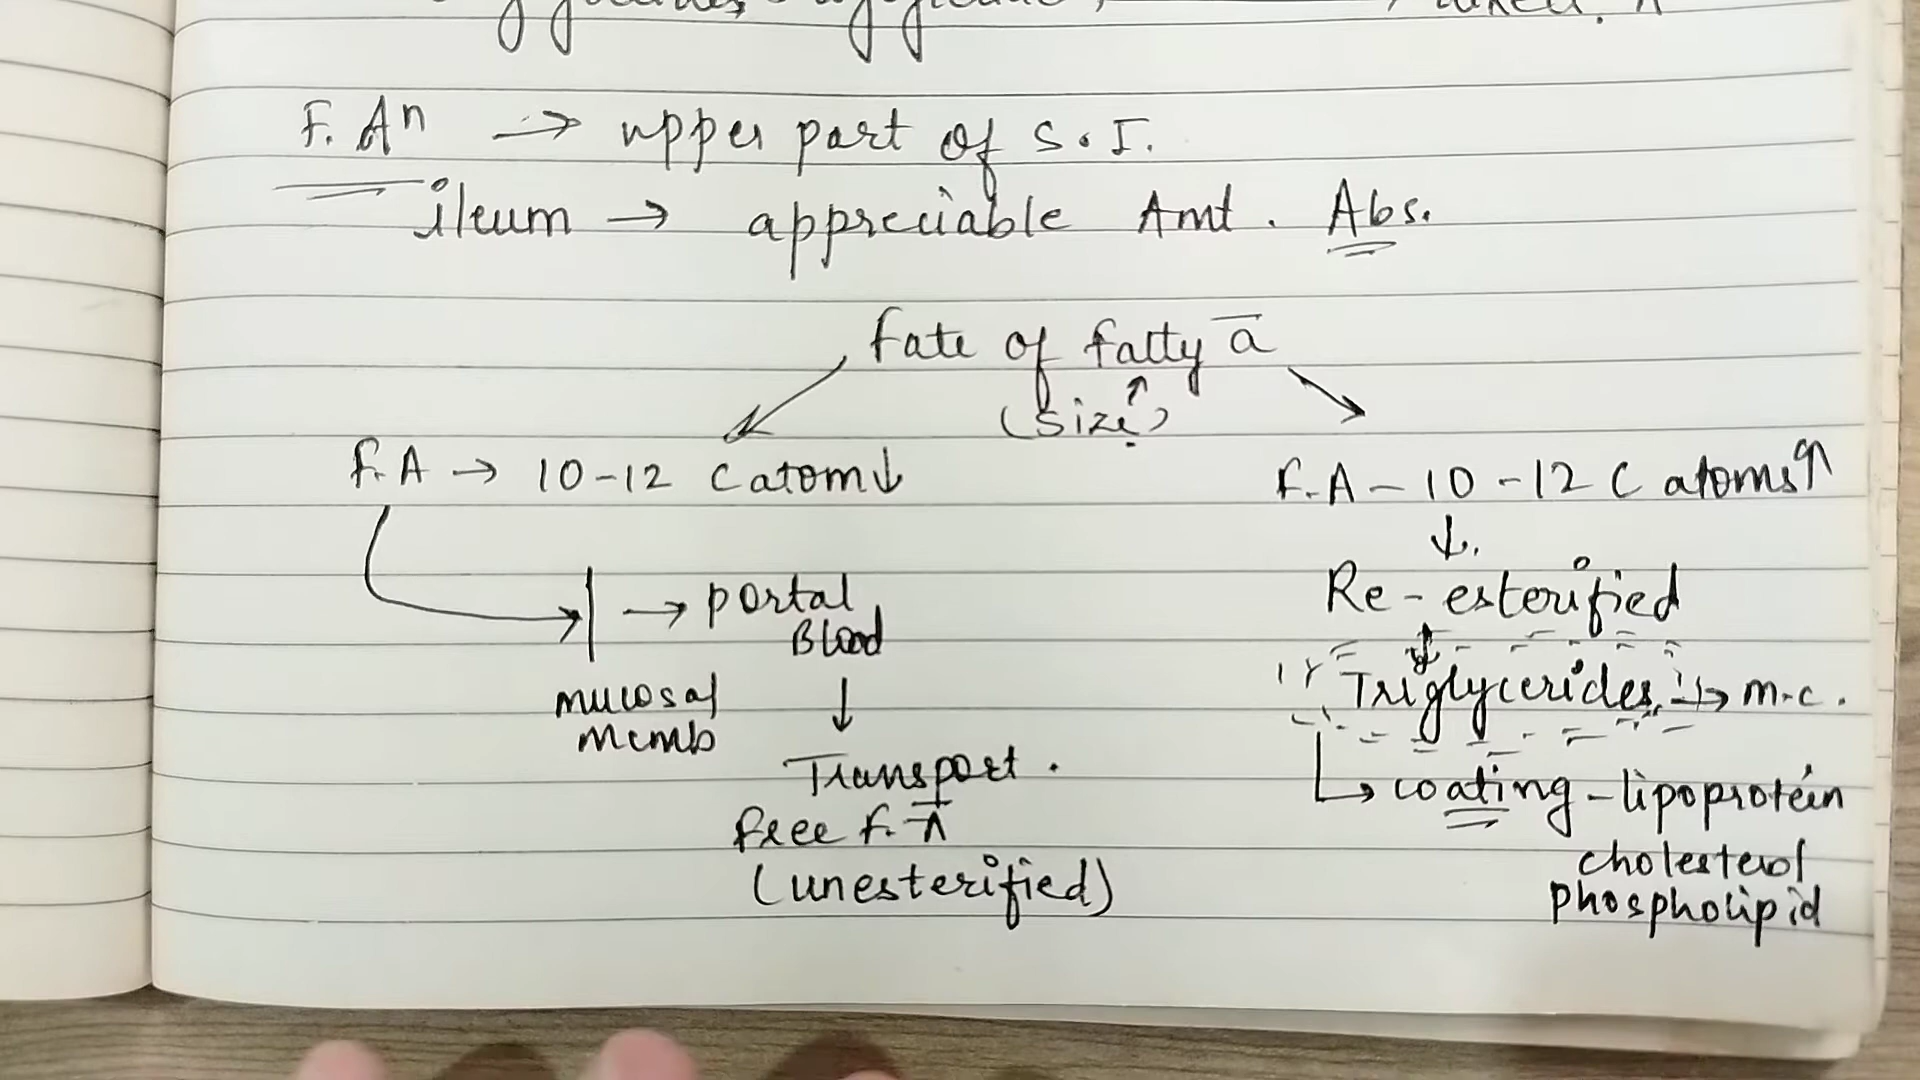 F. Aⁿ → upper part of S.I.
ileum → appreciable Amt. Abs.
Fate of fatty a̅
(size)
F.A → 10-12 C atom↓
F.A - 10-12 C atoms↑
↓
Re-esterified
→ portal Blood
mucosal memb
↓
Triglycerides → m.c.
Transport.
Free F.A̅
(unesterified)
coating - lipoprotein
cholesterol
phospholipid